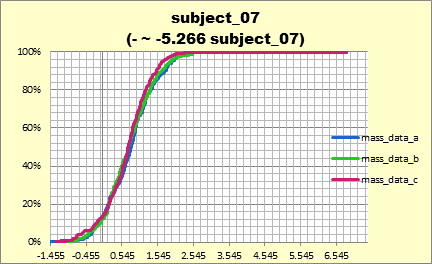 subject_07
(- ~ -5.266 subject_07)
100%
80%
60%
40%
20%
0%
-1.455 -0.455 0.545 1.545 2.545 3.545 4.545 5.545 6.545
mass_data_a
mass_data_b
mass_data_c